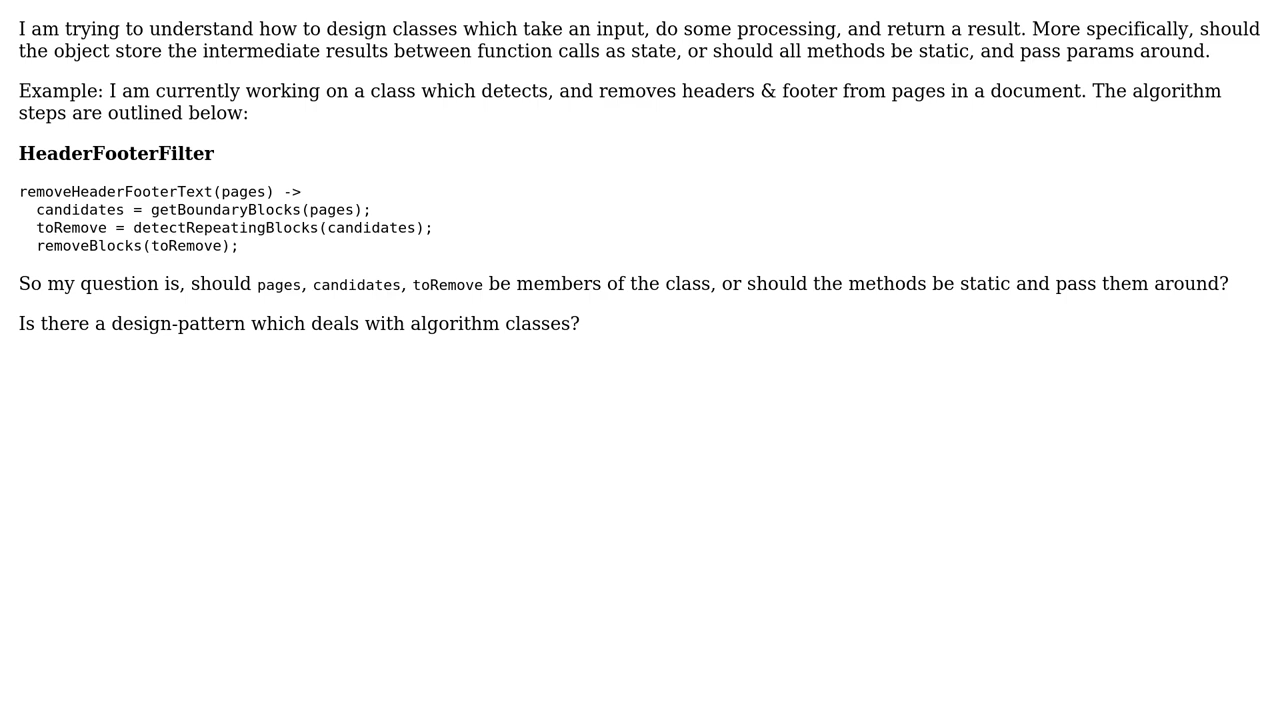 I am trying to understand how to design classes which take an input, do some processing, and return a result. More specifically, should
the object store the intermediate results between function calls as state, or should all methods be static, and pass params around.
Example: I am currently working on a class which detects, and removes headers & footer from pages in a document. The algorithm
steps are outlined below:
HeaderFooterFilter
removeHeaderFooterText(pages) ->
  candidates = getBoundaryBlocks(pages);
  toRemove = detectRepeatingBlocks(candidates);
  removeBlocks(toRemove);
So my question is, should pages, candidates, toRemove be members of the class, or should the methods be static and pass them around?
Is there a design-pattern which deals with algorithm classes?